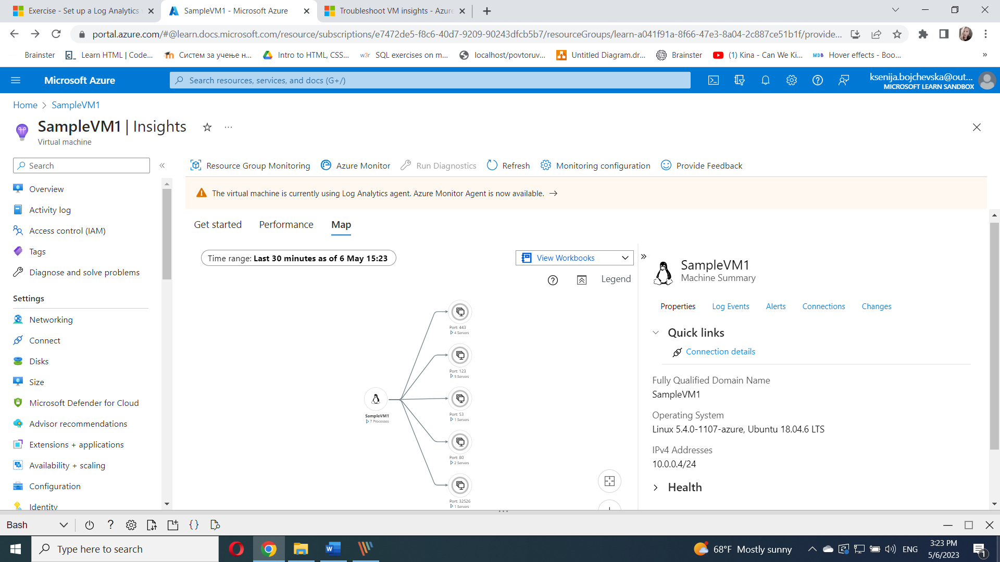 Exercise - Set up a Log Analytics
SampleVM1 - Microsoft Azure
Troubleshoot VM insights - Azure
portal.azure.com/#@learn.docs.microsoft.com/resource/subscriptions/e7472de5-f8c6-40d7-9209-90243dfcb5b7/resourceGroups/learn-a041f91a-8f66-47e3-8a04-2c887ce51b1f/provide...
Brainster
Learn HTML | Code...
Систем за учење н...
Intro to HTML, CSS...
w3r SQL exercises on m...
localhost/povtoruv...
Untitled Diagram.dr...
Brainster
(1) Kina - Can We Ki...
MDB Hover effects - Boo...
»
Microsoft Azure
Search resources, services, and docs (G+/)
ksenija.bojchevska@out...
MICROSOFT LEARN SANDBOX
Home > SampleVM1
SampleVM1 | Insights
...
Virtual machine
Search
«
Resource Group Monitoring
Azure Monitor
Run Diagnostics
Refresh
Monitoring configuration
Provide Feedback
The virtual machine is currently using Log Analytics agent. Azure Monitor Agent is now available. →
Overview
Activity log
Access control (IAM)
Tags
Diagnose and solve problems
Settings
Networking
Connect
Disks
Size
Microsoft Defender for Cloud
Advisor recommendations
Extensions + applications
Availability + scaling
Configuration
Identity
Get started
Performance
Map
Time range: Last 30 minutes as of 6 May 15:23
View Workbooks
Legend
Port: 443
4 Servers
Port: 123
5 Servers
SampleVM1
7 Processes
Port: 53
1 Servers
Port: 80
2 Servers
Port: 32526
1 Servers
»
SampleVM1
Machine Summary
Properties
Log Events
Alerts
Connections
Changes
Quick links
Connection details
Fully Qualified Domain Name
SampleVM1
Operating System
Linux 5.4.0-1107-azure, Ubuntu 18.04.6 LTS
IPv4 Addresses
10.0.0.4/24
Health
Bash
?
{}
Type here to search
68°F Mostly sunny
ENG
3:23 PM
5/6/2023
1